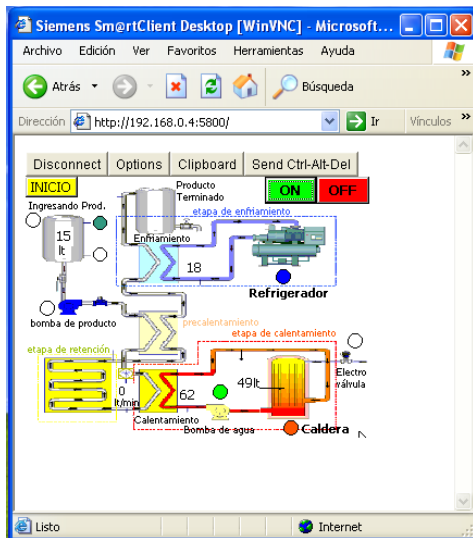 Siemens Sm@rtClient Desktop [WinVNC] - Microsoft...
Archivo Edición Ver Favoritos Herramientas Ayuda
Atrás Búsqueda
Dirección http://192.168.0.4:5800/ Ir Vínculos
Disconnect Options Clipboard Send Ctrl-Alt-Del
INICIO
Producto
Terminado
ON OFF
Ingresando Prod.
etapa de enfriamiento
15
lt
Enfriamiento
18
Refrigerador
bomba de producto
precalentamiento
etapa de calentamiento
etapa de retención
Electro
válvula
0
lt/min
62
49lt
Calentamiento
Bomba de agua
Caldera
Listo Internet